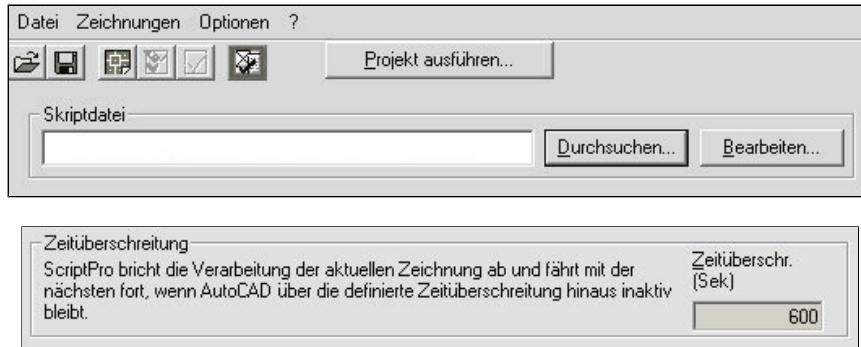 Datei Zeichnungen Optionen ?
Projekt ausführen...
Skriptdatei
Durchsuchen... Bearbeiten...
Zeitüberschreitung
ScriptPro bricht die Verarbeitung der aktuellen Zeichnung ab und fährt mit der
nächsten fort, wenn AutoCAD über die definierte Zeitüberschreitung hinaus inaktiv
bleibt.
Zeitüberschr.
(Sek)
600